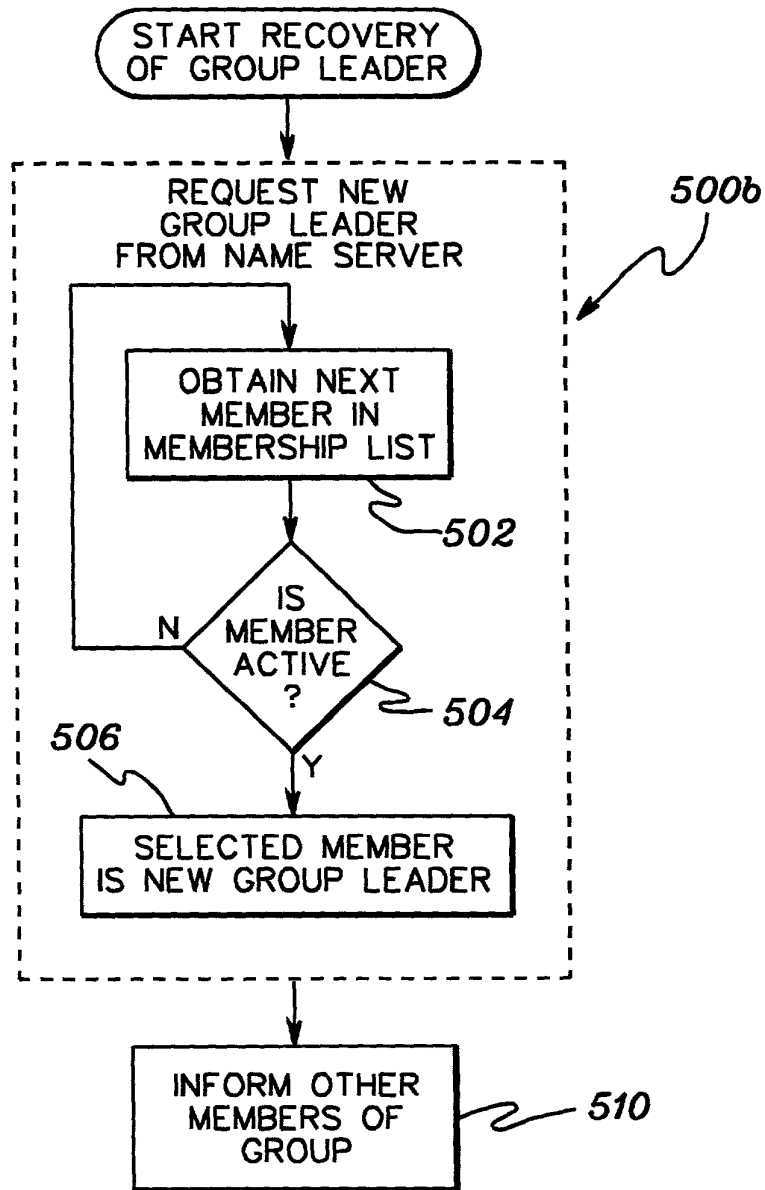 START RECOVERY
OF GROUP LEADER
REQUEST NEW
GROUP LEADER
FROM NAME SERVER
500b
OBTAIN NEXT
MEMBER IN
MEMBERSHIP LIST
502
IS
MEMBER
ACTIVE
?
N
504
Y
506
SELECTED MEMBER
IS NEW GROUP LEADER
INFORM OTHER
MEMBERS OF
GROUP
510